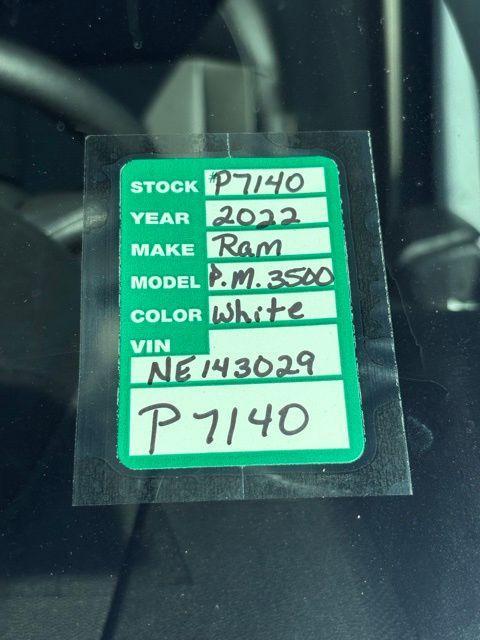 STOCK P7140
YEAR 2022
MAKE Ram
MODEL P.M. 3500
COLOR White
VIN
NE143029
P7140